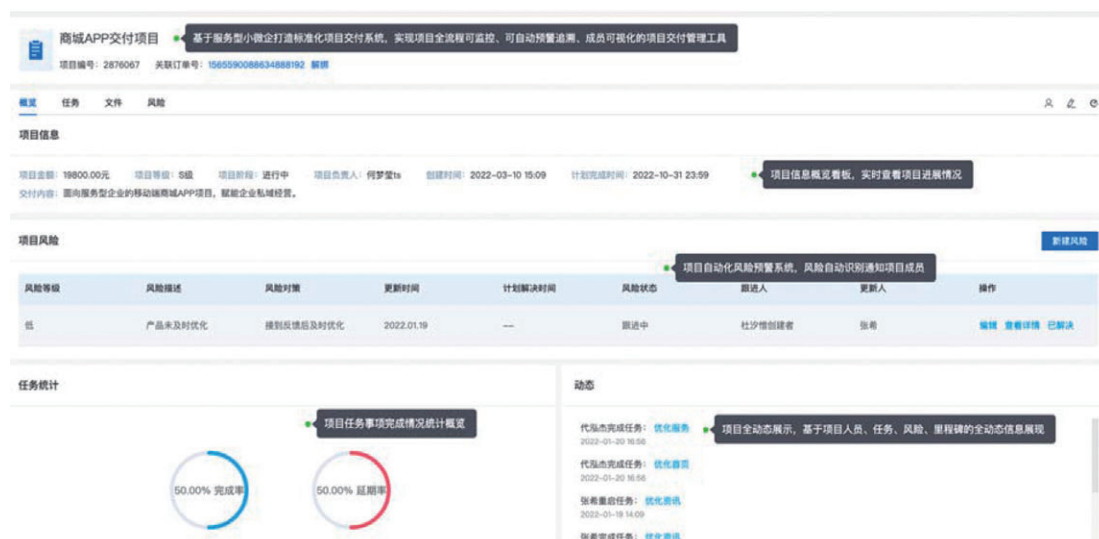 商城APP交付项目
基于服务型小微企打造标准化项目交付系统，实现项目全流程可监控、可自动预警追溯、成员可视化的项目交付管理工具
项目编号：2876067 关联订单号：1565590088634888192 解绑
概览 任务 文件 风险
项目信息
项目金额：19800.00元 项目等级：S级 项目阶段：进行中 项目负责人：何梦莹ts 创建时间：2022-03-10 15:09 计划完成时间：2022-10-31 23:59
项目信息概览看板，实时查看项目进展情况
交付内容：面向服务型企业的移动端商城APP项目，赋能企业私域经营。
项目风险
新建风险
项目自动化风险预警系统，风险自动识别通知项目成员
风险等级 风险描述 风险对策 更新时间 计划解决时间 风险状态 跟进人 更新人 操作
低 产品未及时优化 接到反馈后及时优化 2022.01.19 — 跟进中 杜汐惜创建者 张希 编辑 查看详情 已解决
任务统计
项目任务事项完成情况统计概览
50.00% 完成率
50.00% 延期率
动态
代泓杰完成任务：优化服务
项目全动态展示，基于项目人员、任务、风险、里程碑的全动态信息展现
2022-01-20 16:56
代泓杰完成任务：优化首页
2022-01-20 16:56
张希重启任务：优化资讯
2022-01-19 14:09
张希完成任务：优化资讯